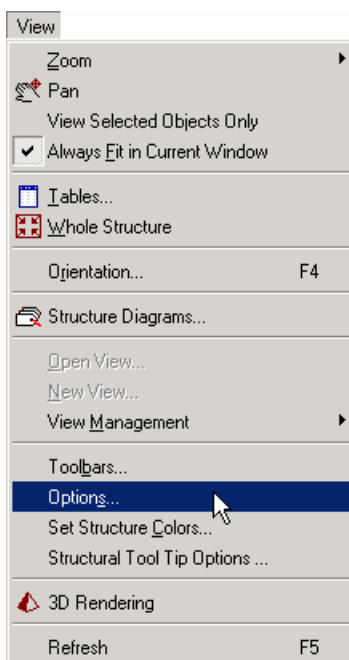 View
Zoom
Pan
View Selected Objects Only
Always Fit in Current Window
Tables...
Whole Structure
Orientation... F4
Structure Diagrams...
Open View...
New View...
View Management
Toolbars...
Options...
Set Structure Colors...
Structural Tool Tip Options ...
3D Rendering
Refresh F5